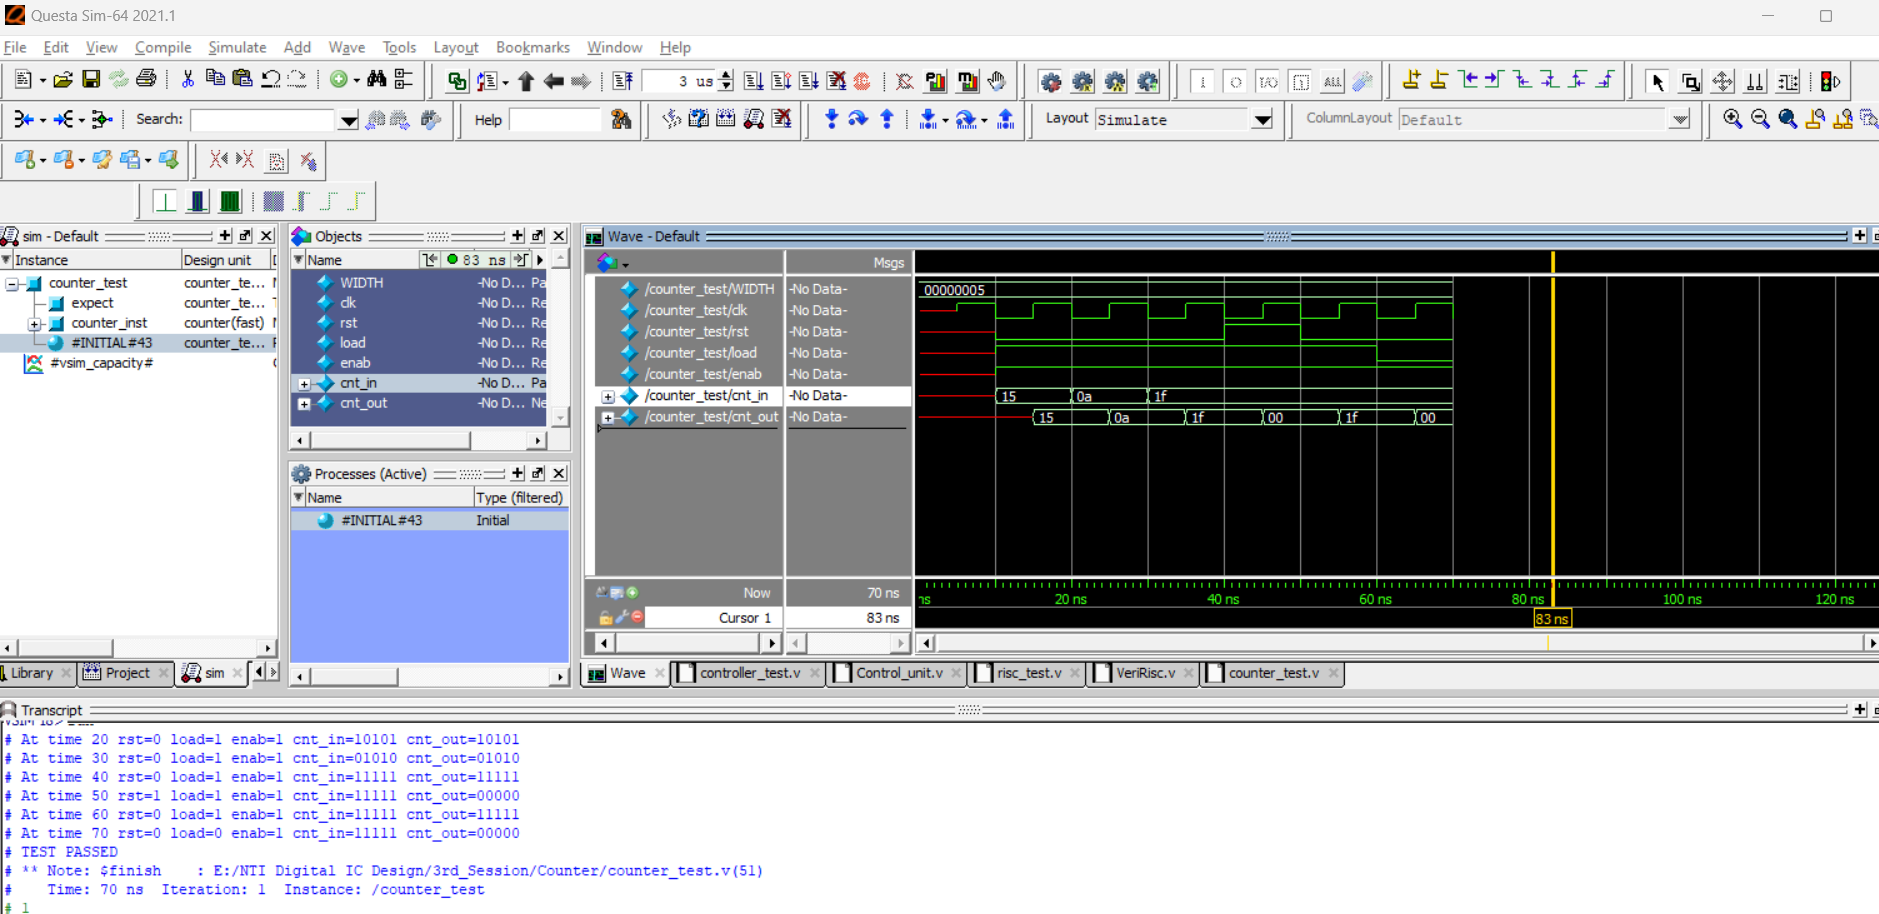 Questa Sim-64 2021.1
File Edit View Compile Simulate Add Wave Tools Layout Bookmarks Window Help
3 us
Search: Help Layout Simulate ColumnLayout Default
sim - Default
Instance Design unit
counter_test counter_te...
expect counter_te...
counter_inst counter(fast)
#INITIAL#43 counter_te...
#vsim_capacity#
Library Project sim
Objects
Name 83 ns
WIDTH -No D... Pa
clk -No D... Re
rst -No D... Re
load -No D... Re
enab -No D... Re
cnt_in -No D... Pa
cnt_out -No D... Ne
Processes (Active)
Name Type (filtered)
#INITIAL#43 Initial
Wave - Default
Msgs
/counter_test/WIDTH -No Data- 00000005
/counter_test/clk -No Data-
/counter_test/rst -No Data-
/counter_test/load -No Data-
/counter_test/enab -No Data-
/counter_test/cnt_in -No Data- 15 0a 1f
/counter_test/cnt_out -No Data- 15 0a 1f 00 1f 00
Now 70 ns ns 20 ns 40 ns 60 ns 80 ns 100 ns 120 ns
Cursor 1 83 ns 83 ns
Wave controller_test.v Control_unit.v risc_test.v VeriRisc.v counter_test.v
Transcript
# At time 20 rst=0 load=1 enab=1 cnt_in=10101 cnt_out=10101
# At time 30 rst=0 load=1 enab=1 cnt_in=01010 cnt_out=01010
# At time 40 rst=0 load=1 enab=1 cnt_in=11111 cnt_out=11111
# At time 50 rst=1 load=1 enab=1 cnt_in=11111 cnt_out=00000
# At time 60 rst=0 load=1 enab=1 cnt_in=11111 cnt_out=11111
# At time 70 rst=0 load=0 enab=1 cnt_in=11111 cnt_out=00000
# TEST PASSED
# ** Note: $finish : E:/NTI Digital IC Design/3rd_Session/Counter/counter_test.v(51)
# Time: 70 ns Iteration: 1 Instance: /counter_test
# 1